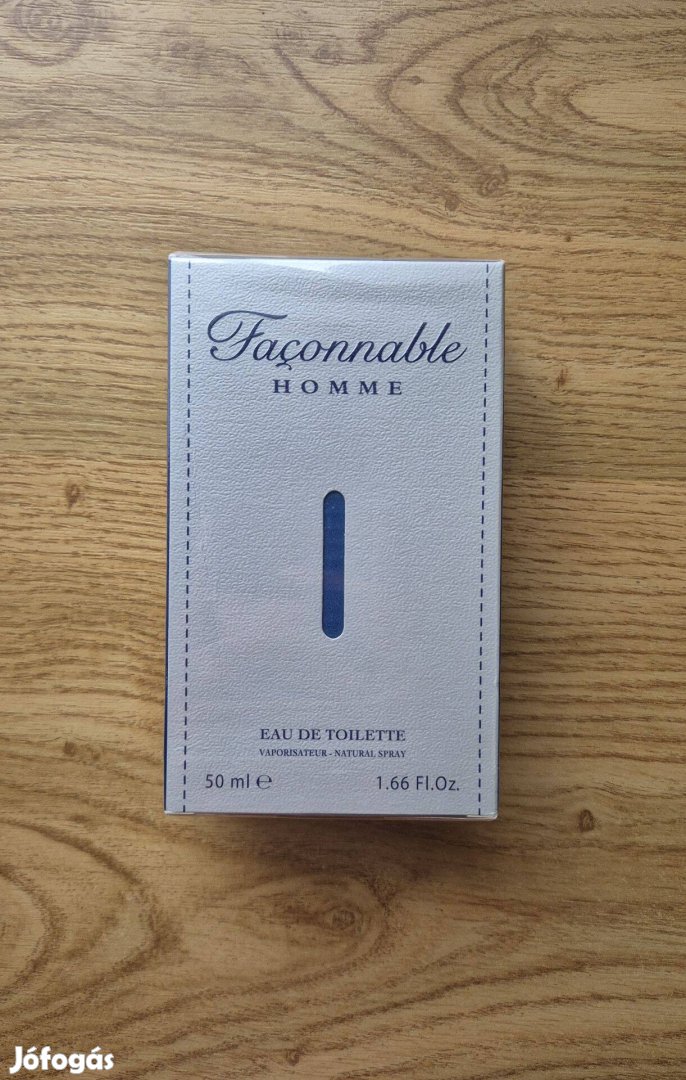 Façonnable
HOMME
EAU DE TOILETTE
VAPORISATEUR - NATURAL SPRAY
50 ml ℮
1.66 Fl.Oz.
Jófogás